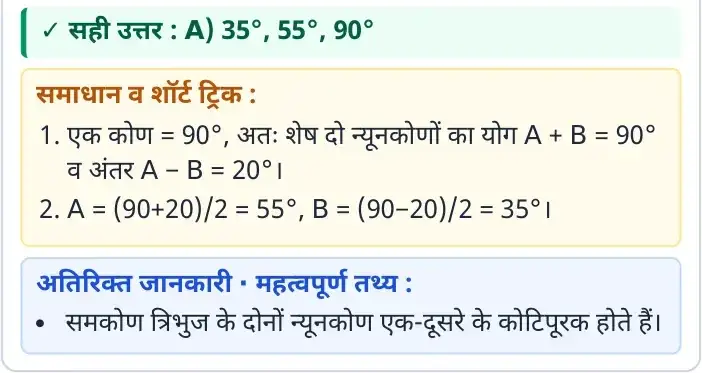 ✓ सही उत्तर : A) 35°, 55°, 90°
समाधान व शॉर्ट ट्रिक :
1. एक कोण = 90°, अतः शेष दो न्यूनकोणों का योग A + B = 90°
व अंतर A − B = 20°।
2. A = (90+20)/2 = 55°, B = (90−20)/2 = 35°।
अतिरिक्त जानकारी · महत्वपूर्ण तथ्य :
• समकोण त्रिभुज के दोनों न्यूनकोण एक-दूसरे के कोटिपूरक होते हैं।